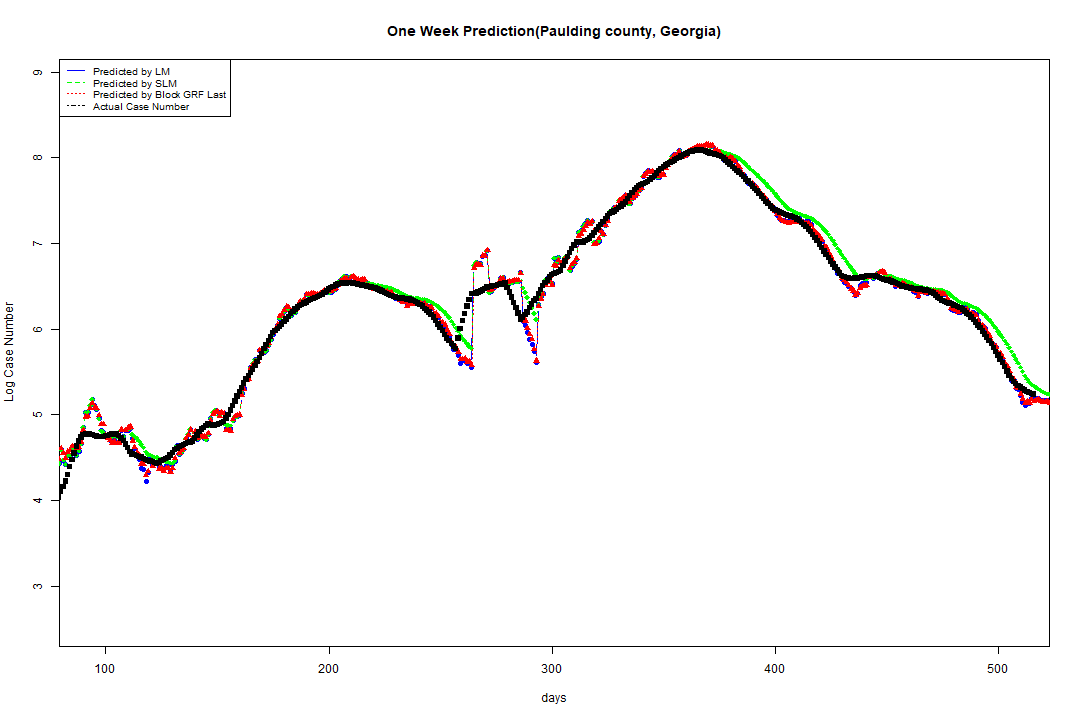 One Week Prediction(Paulding county, Georgia)
Predicted by LM
Predicted by SLM
Predicted by Block GRF Last
Actual Case Number
9
8
7
6
5
4
3
Log Case Number
100 200 300 400 500
days